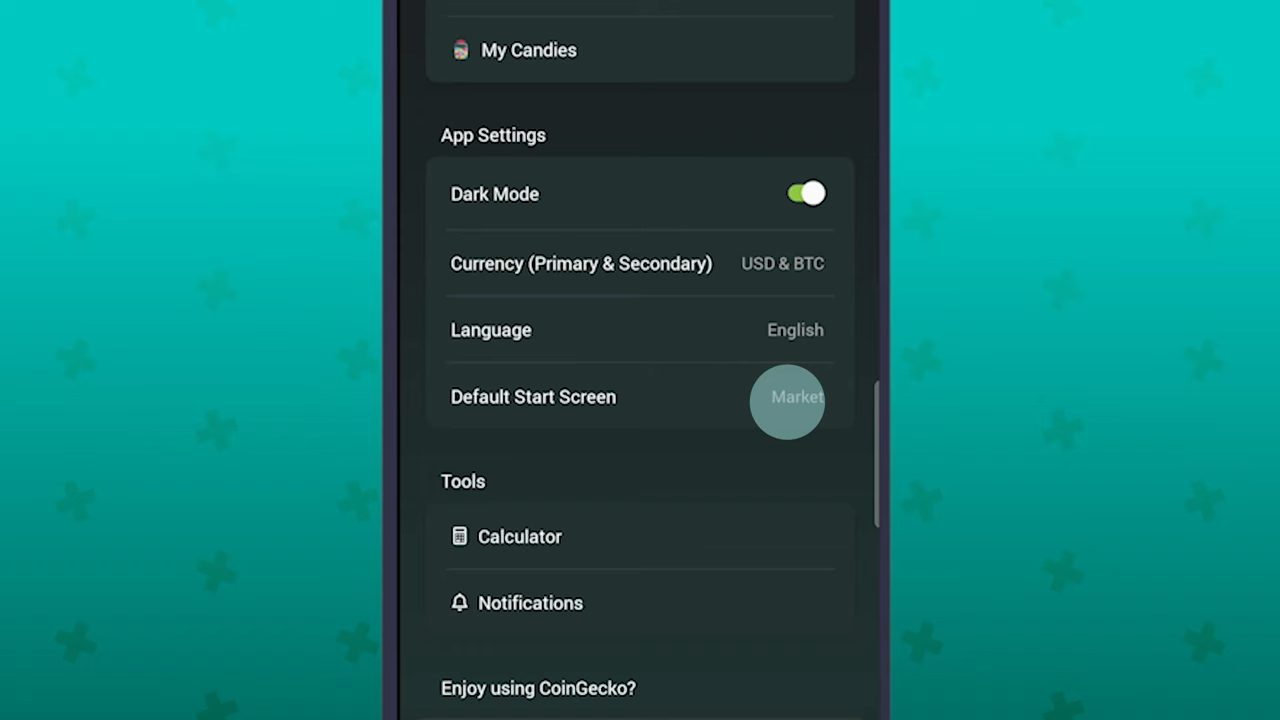 My Candies
App Settings
Dark Mode
Currency (Primary & Secondary) USD & BTC
Language English
Default Start Screen Market
Tools
Calculator
Notifications
Enjoy using CoinGecko?